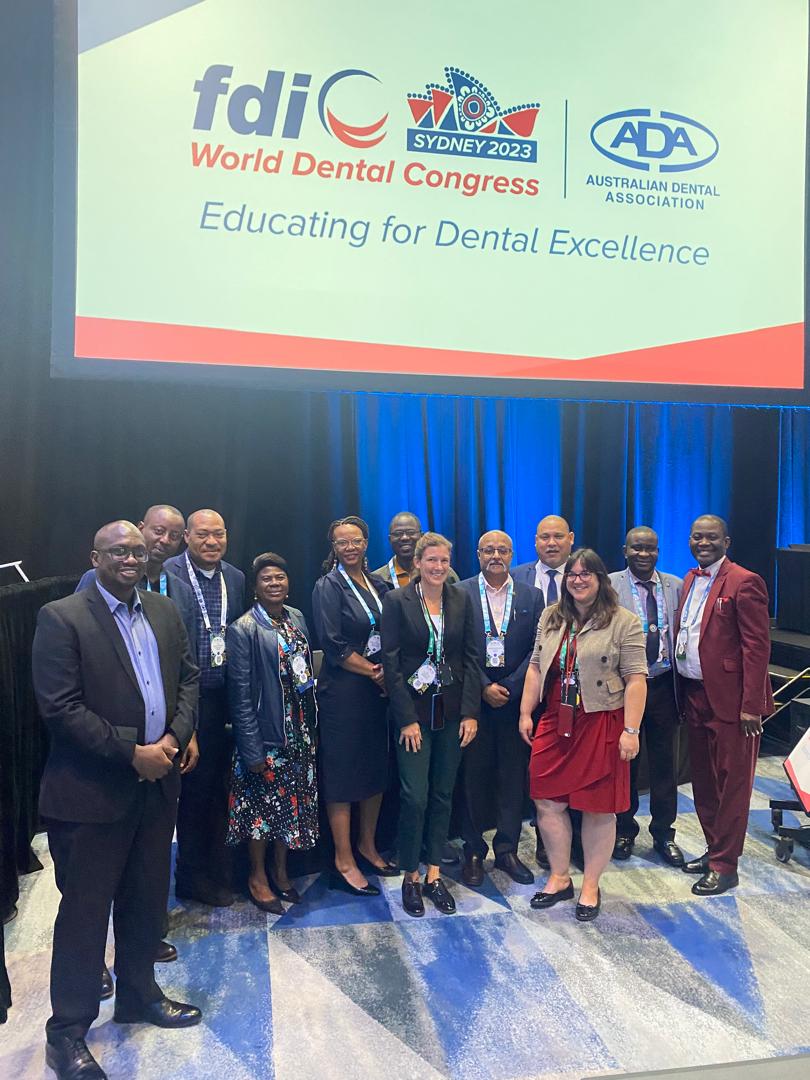 fdi
SYDNEY 2023
World Dental Congress
ADA
AUSTRALIAN DENTAL
ASSOCIATION
Educating for Dental Excellence